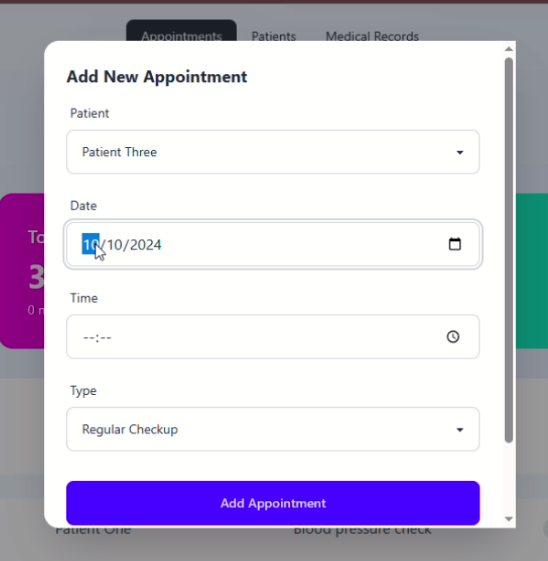 Appointments Patients Medical Records
Add New Appointment
Patient
Patient Three
Date
10/10/2024
Time
--:--
Type
Regular Checkup
Add Appointment
To
3
0
Patient One Blood pressure check